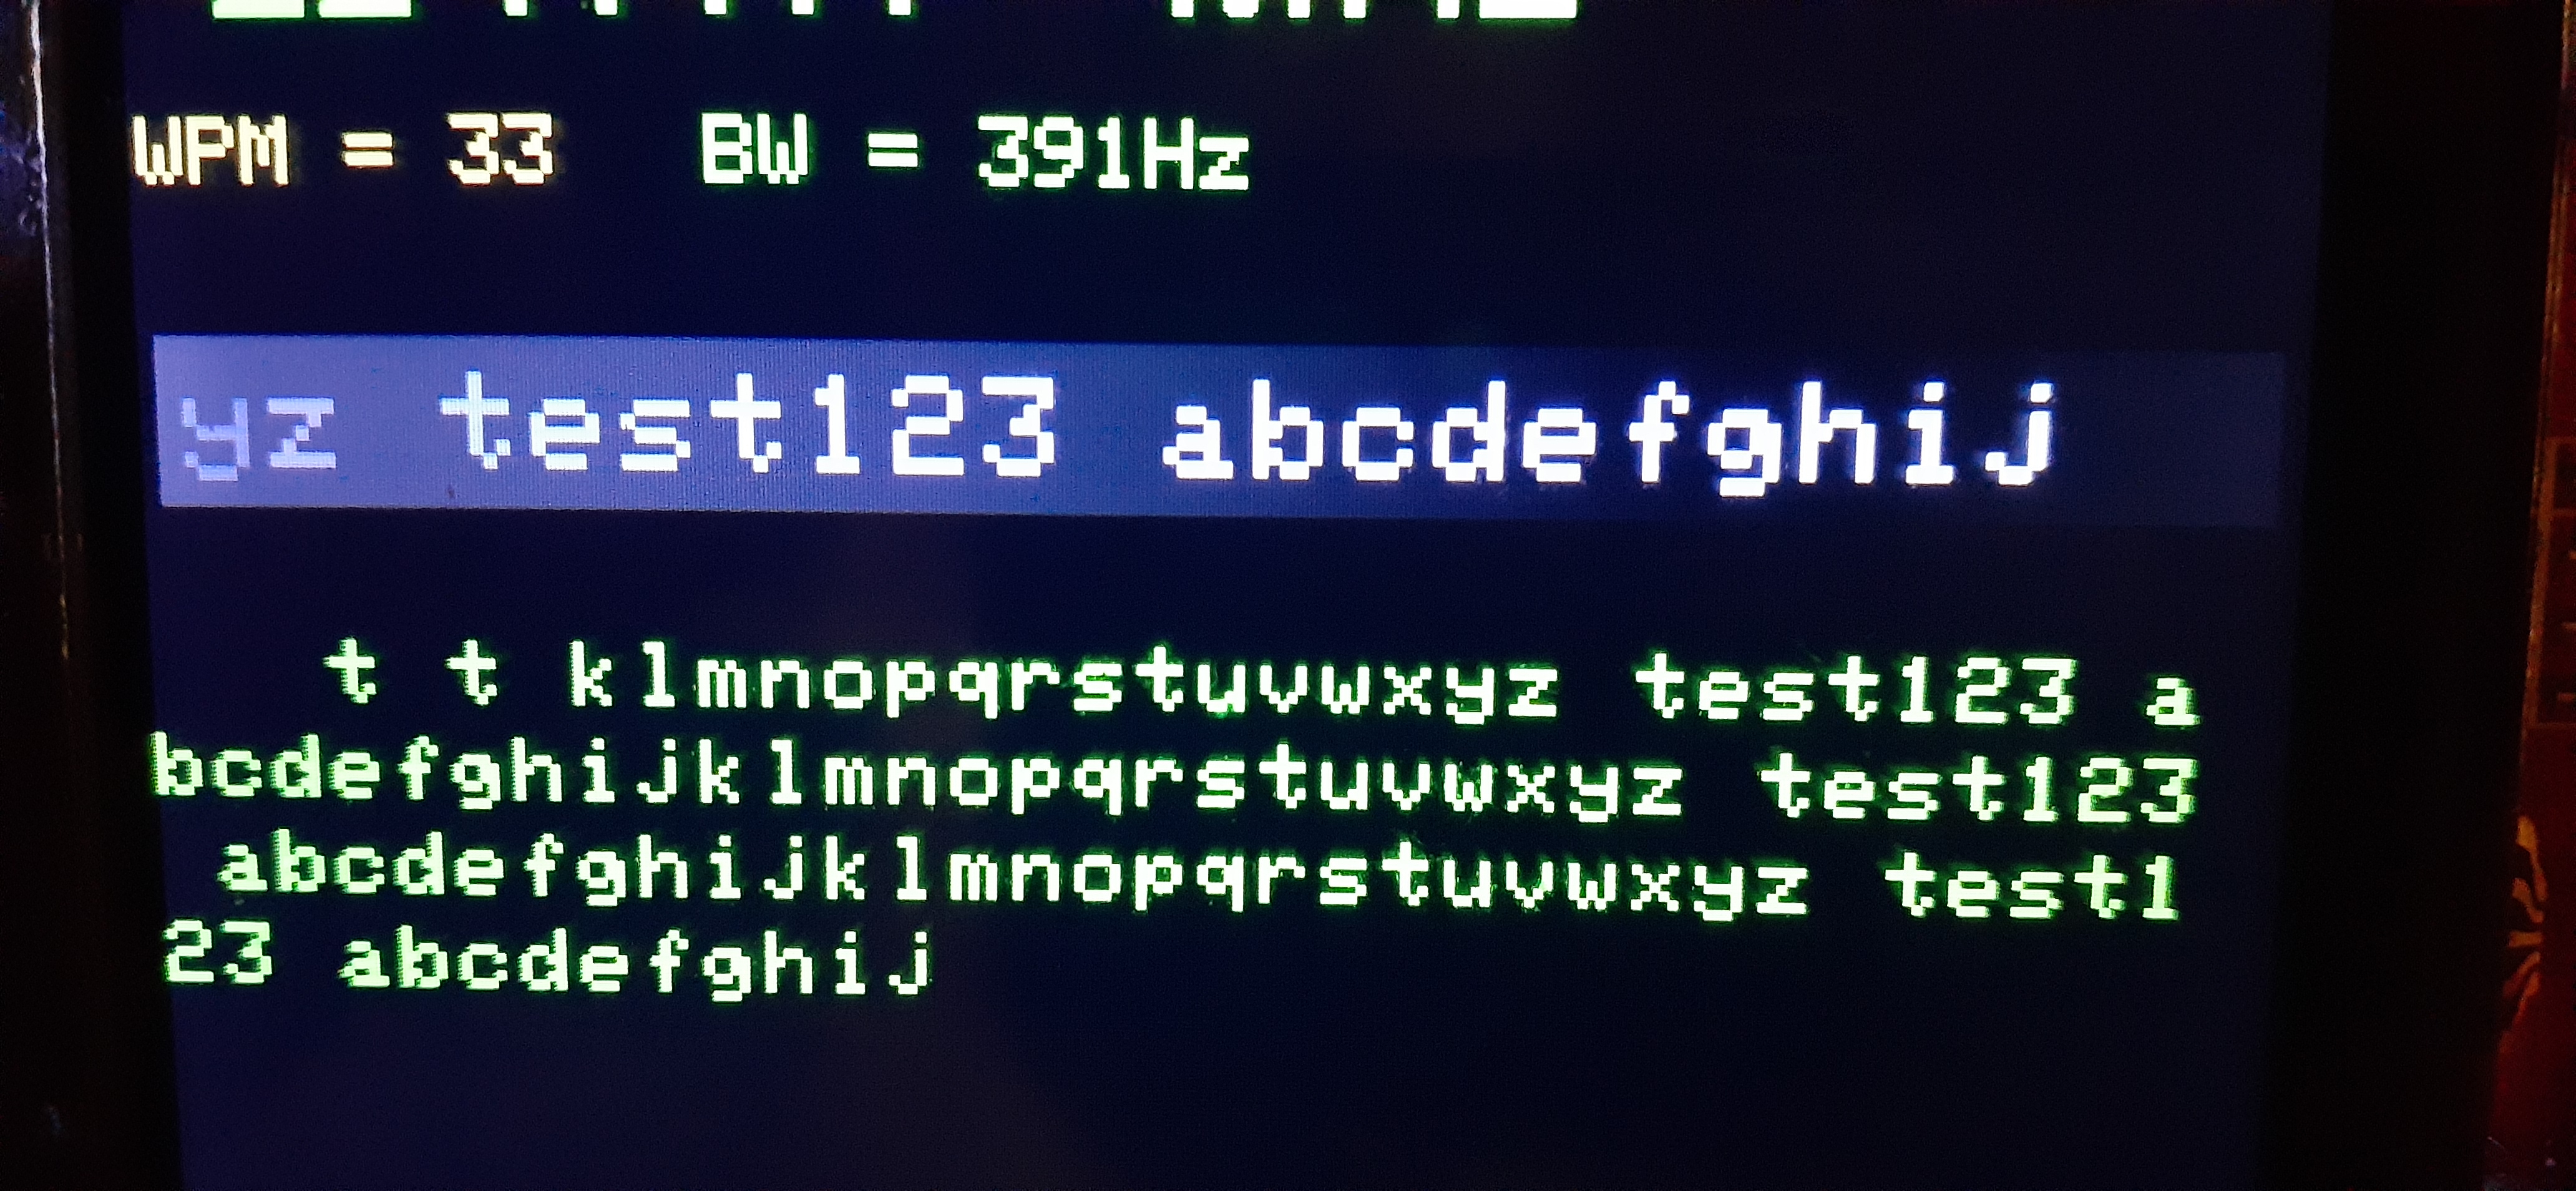 WPM = 33 BW = 391Hz
yz test123 abcdefghij
t t klmnopqrstuvwxyz test123 a
bcdefghijklmnopqrstuvwxyz test123
abcdefghijklmnopqrstuvwxyz test1
23 abcdefghij